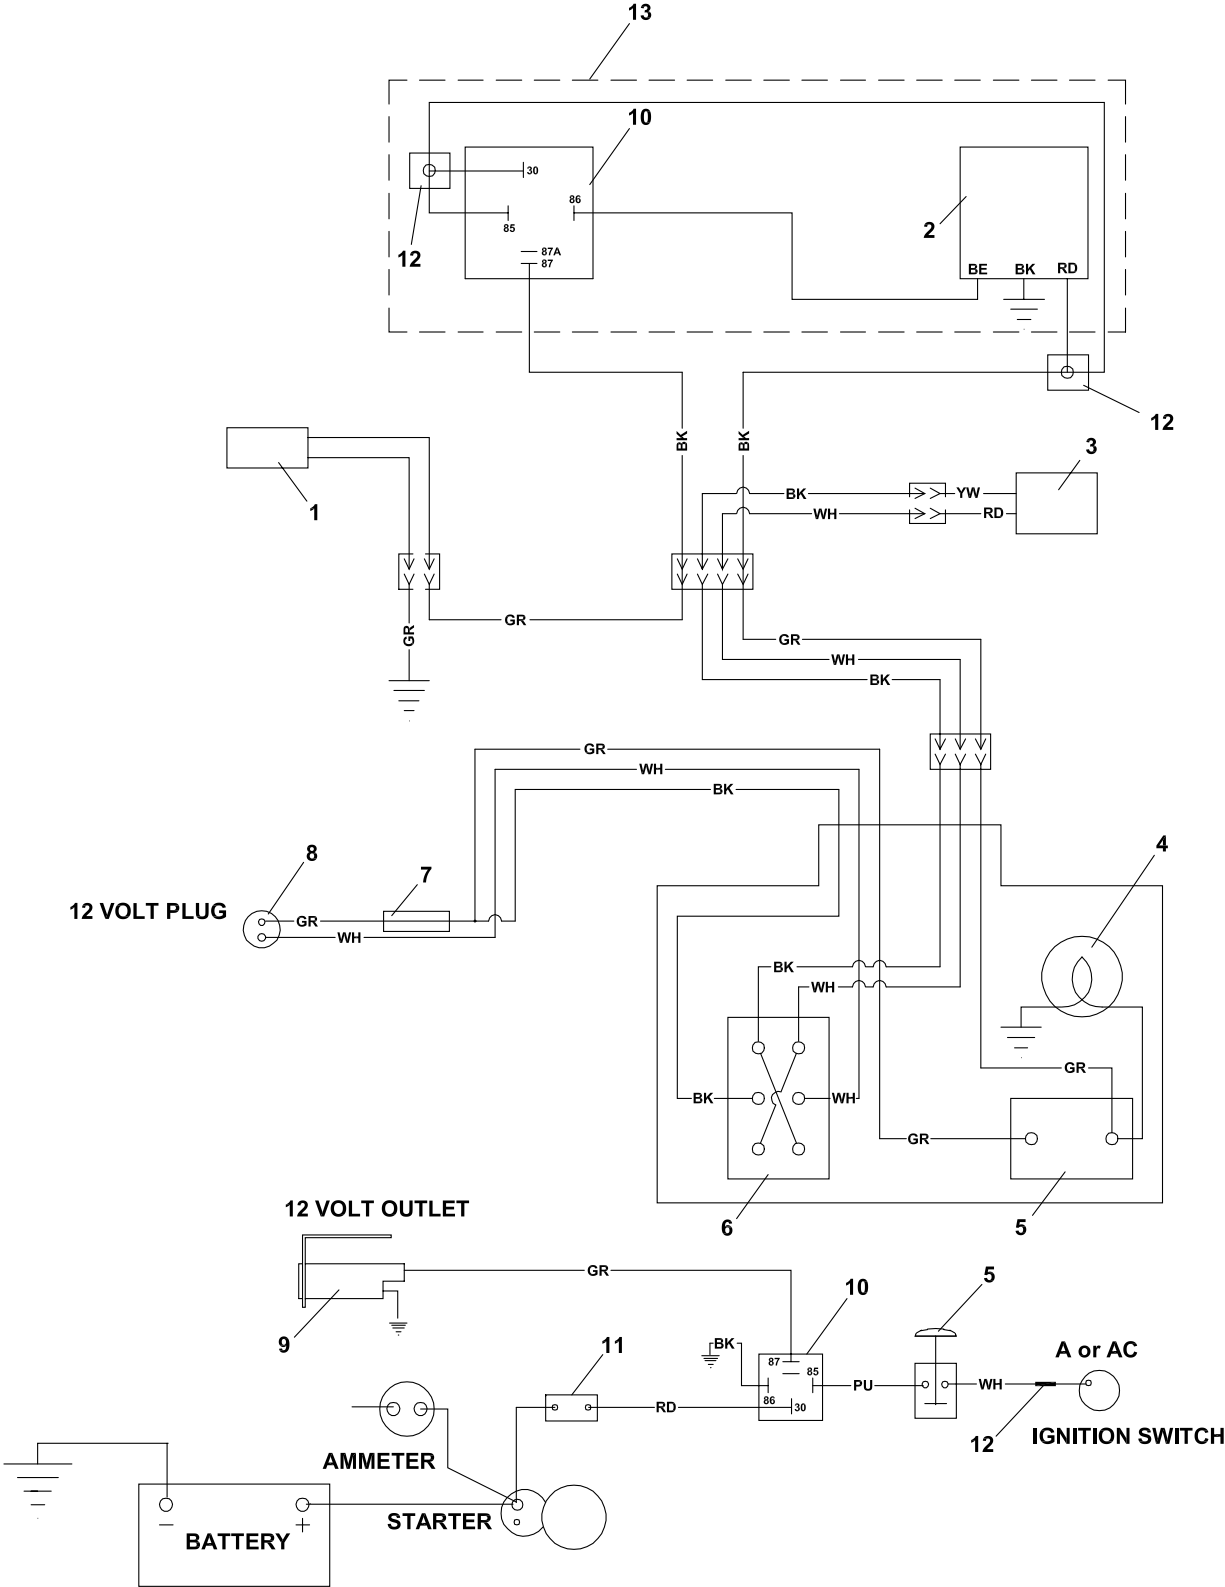 13
10
30
86
85
87A
87
12
2
BE BK RD
12
BK
BK
3
1
BK
YW
WH
RD
GR
GR
GR
WH
BK
GR
WH
BK
8
7
4
12 VOLT PLUG
GR
WH
BK
WH
GR
BK
WH
GR
6
5
12 VOLT OUTLET
GR
9
10
5
11
BK
87
85
86
30
PU
WH
A or AC
RD
12
IGNITION SWITCH
AMMETER
STARTER
BATTERY
− +